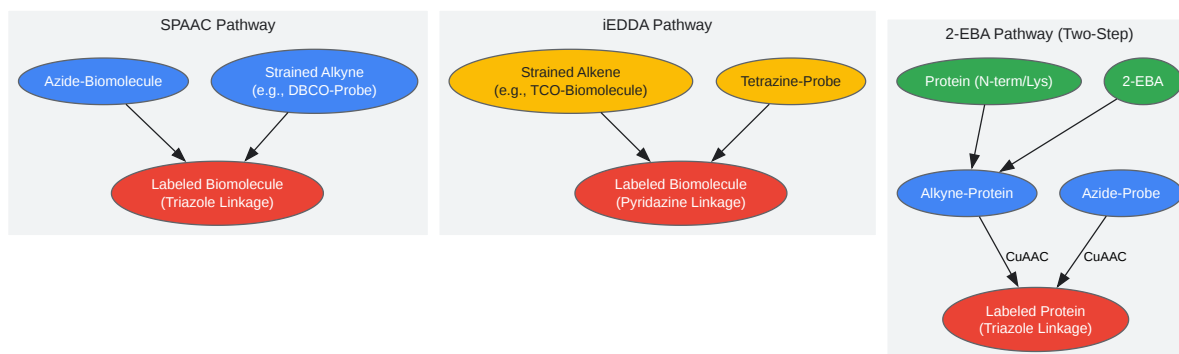 SPAAC Pathway
Azide-Biomolecule
Strained Alkyne
(e.g., DBCO-Probe)
Labeled Biomolecule
(Triazole Linkage)
iEDDA Pathway
Strained Alkene
(e.g., TCO-Biomolecule)
Tetrazine-Probe
Labeled Biomolecule
(Pyridazine Linkage)
2-EBA Pathway (Two-Step)
Protein (N-term/Lys)
2-EBA
Alkyne-Protein
Azide-Probe
CuAAC
CuAAC
Labeled Protein
(Triazole Linkage)